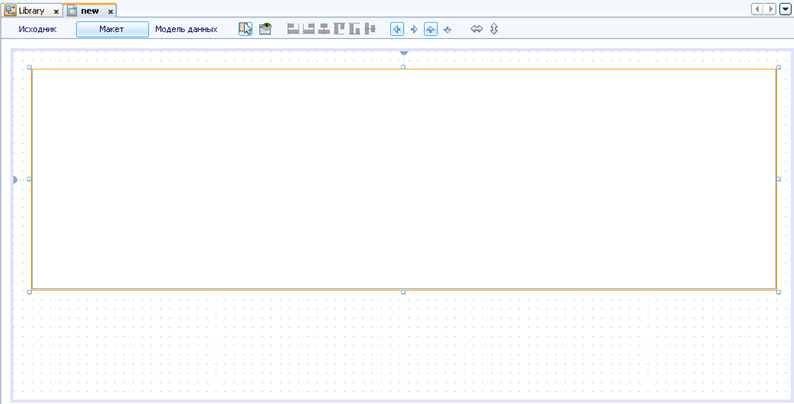 Library
new
Исходник
Макет
Модель данных